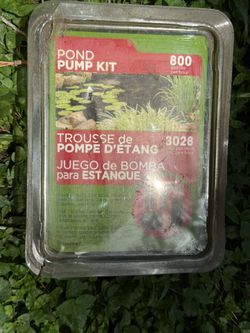 POND
PUMP KIT
800
TROUSSE de
POMPE D'ÉTANG
3028
JUEGO de BOMBA
para ESTANQUE